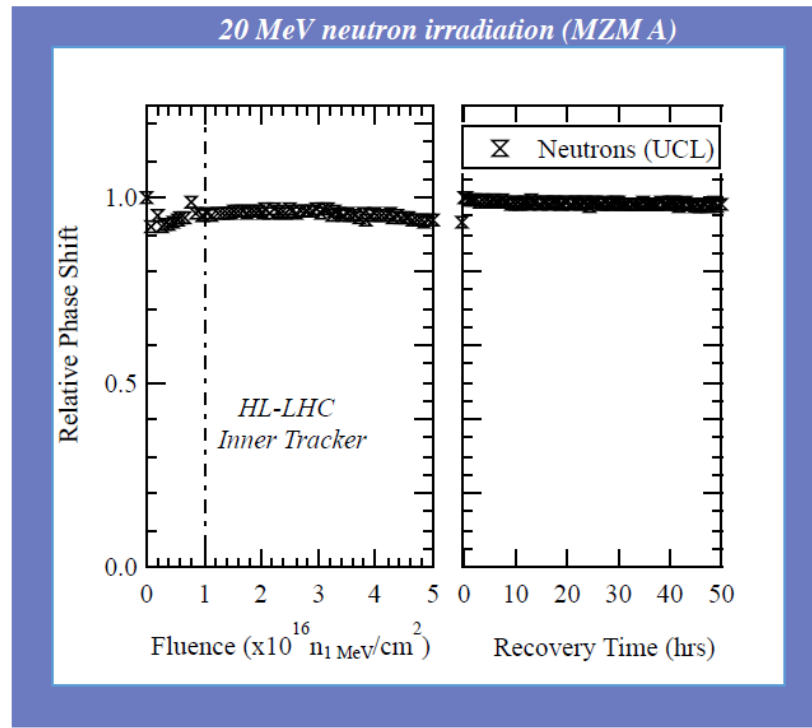 20 MeV neutron irradiation (MZM A)
Relative Phase Shift
1.0
0.5
0.0
HL-LHC
Inner Tracker
Neutrons (UCL)
0 1 2 3 4 5
Fluence (x10^16 n_1 MeV/cm^2)
0 10 20 30 40 50
Recovery Time (hrs)